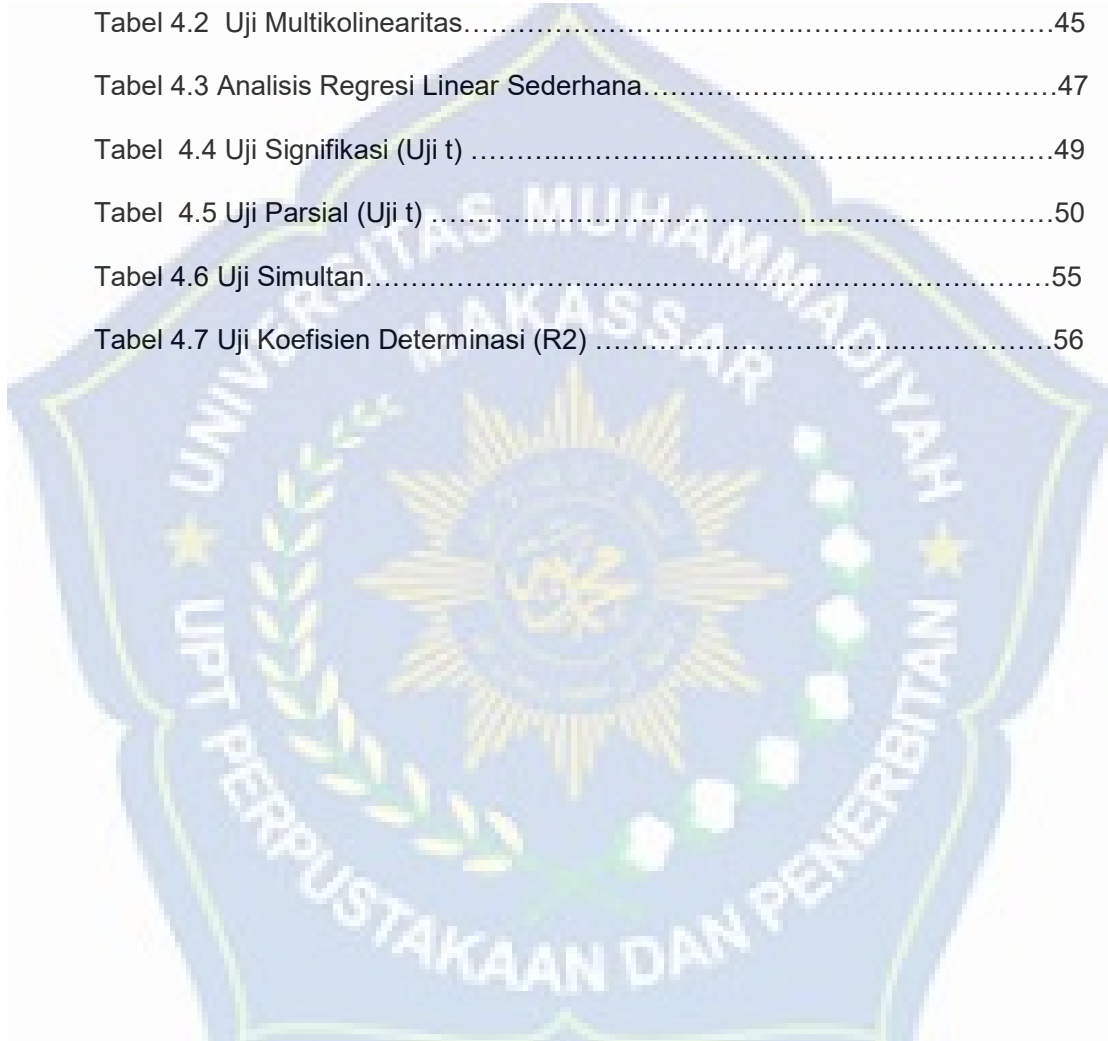 Tabel 4.2  Uji Multikolinearitas……………………………………………………45
Tabel 4.3 Analisis Regresi Linear Sederhana……………………………………47
Tabel  4.4 Uji Signifikasi (Uji t) ……………………………………………………49
Tabel  4.5 Uji Parsial (Uji t) …………………………………………………………50
Tabel 4.6 Uji Simultan………………………………………………………………55
Tabel 4.7 Uji Koefisien Determinasi (R2) …………………………………………56
UNIVERSITAS MUHAMMADIYAH
MAKASSAR
UPT PERPUSTAKAAN DAN PENERBITAN